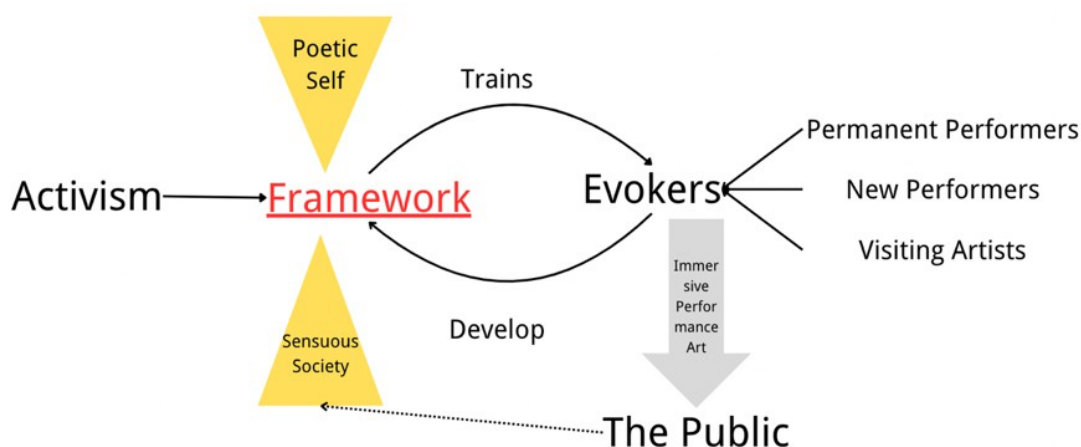 Poetic
Self
Trains
Permanent Performers
Activism
Framework
Evokers
New Performers
Visiting Artists
Immer
sive
Perfor
mance
Art
Develop
Sensuous
Society
The Public